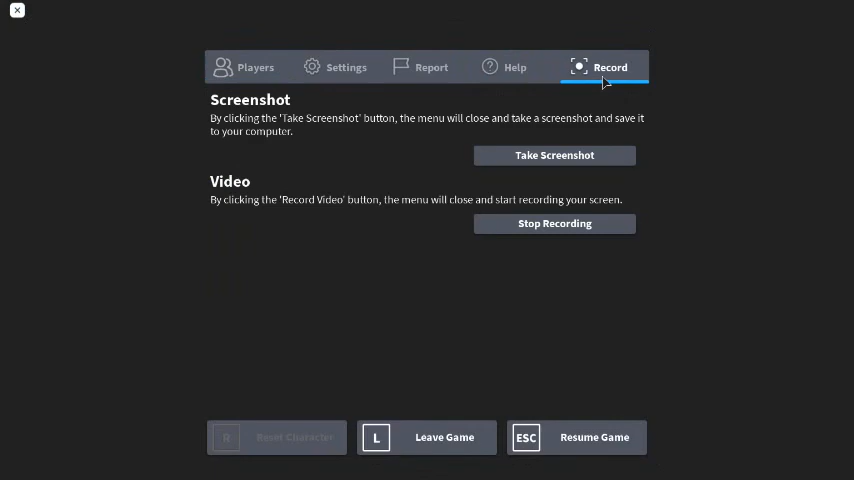 Players Settings Report Help Record
Screenshot
By clicking the 'Take Screenshot' button, the menu will close and take a screenshot and save it
to your computer.
Take Screenshot
Video
By clicking the 'Record Video' button, the menu will close and start recording your screen.
Stop Recording
R Reset Character L Leave Game ESC Resume Game